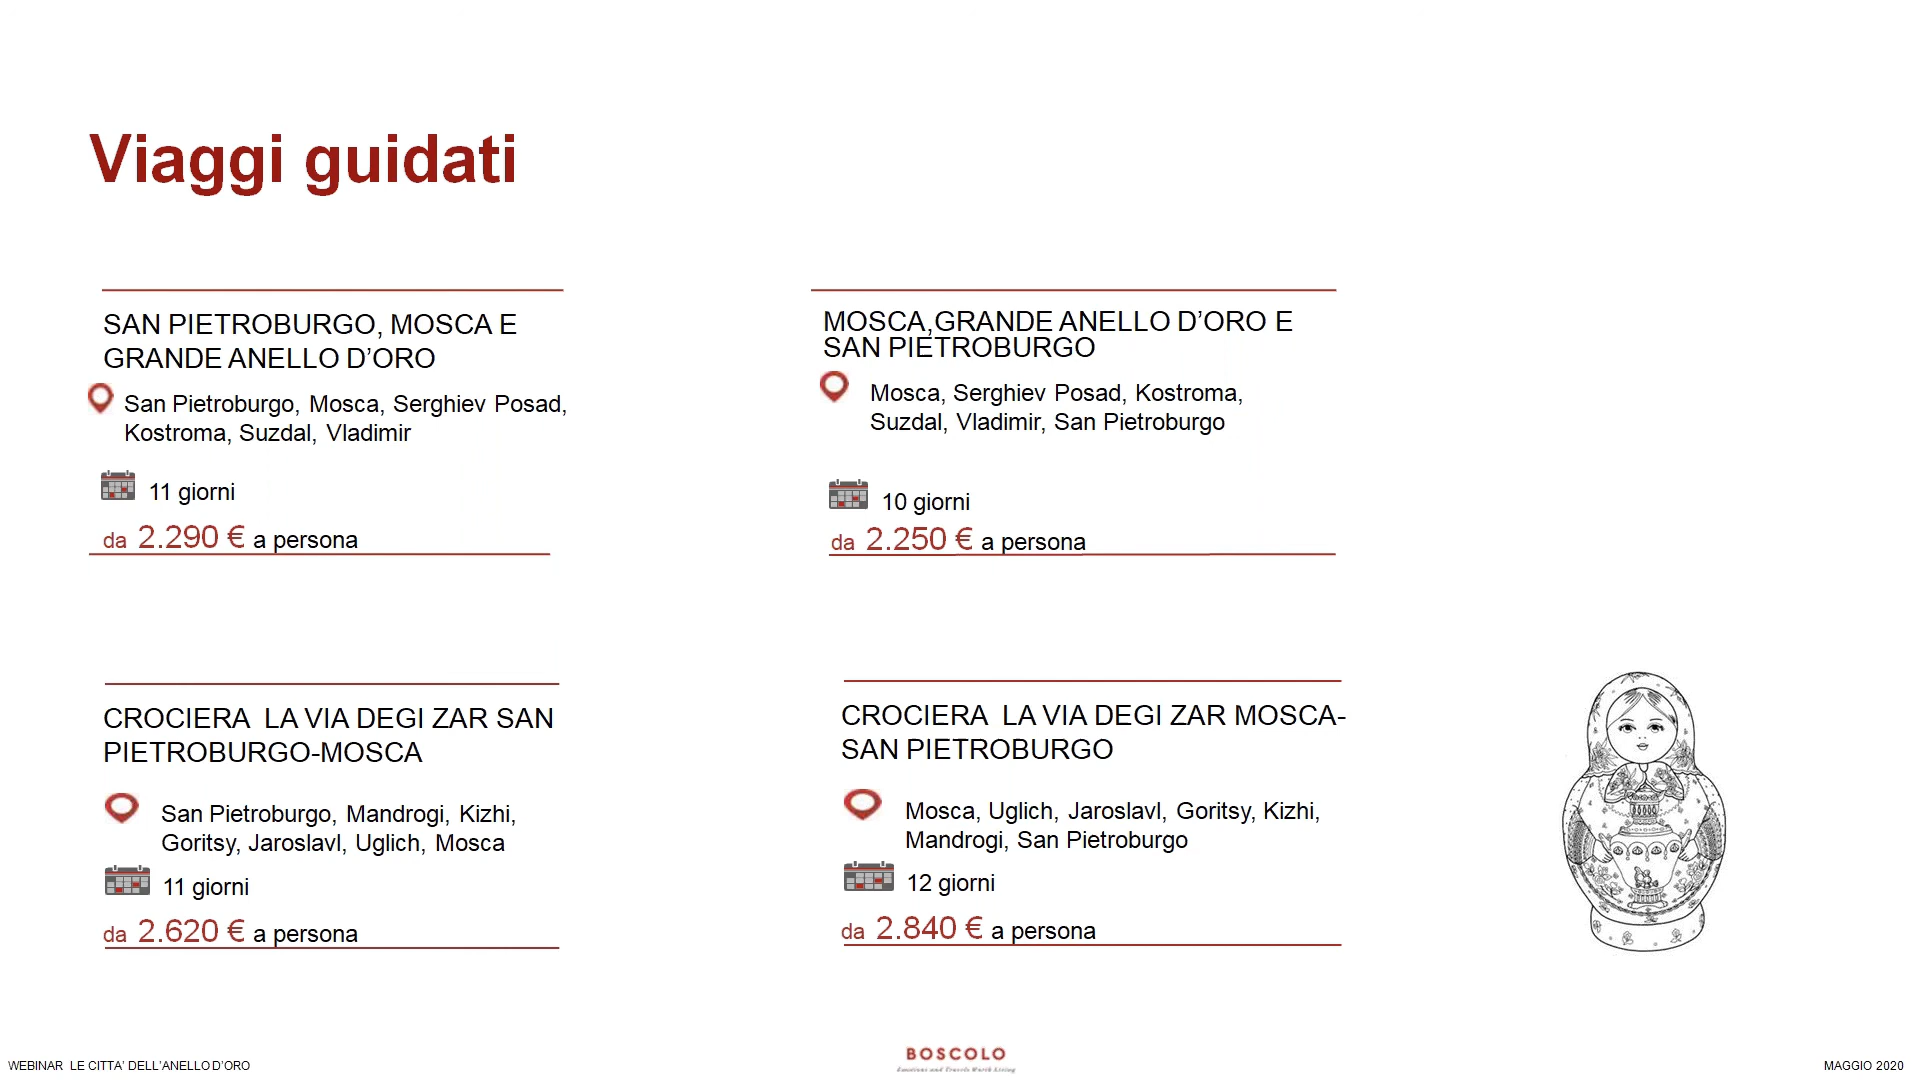 Viaggi guidati
SAN PIETROBURGO, MOSCA E
GRANDE ANELLO D’ORO
San Pietroburgo, Mosca, Serghiev Posad,
Kostroma, Suzdal, Vladimir
11 giorni
da 2.290 € a persona
MOSCA,GRANDE ANELLO D’ORO E
SAN PIETROBURGO
Mosca, Serghiev Posad, Kostroma,
Suzdal, Vladimir, San Pietroburgo
10 giorni
da 2.250 € a persona
CROCIERA LA VIA DEGI ZAR SAN
PIETROBURGO-MOSCA
San Pietroburgo, Mandrogi, Kizhi,
Goritsy, Jaroslavl, Uglich, Mosca
11 giorni
da 2.620 € a persona
CROCIERA LA VIA DEGI ZAR MOSCA-
SAN PIETROBURGO
Mosca, Uglich, Jaroslavl, Goritsy, Kizhi,
Mandrogi, San Pietroburgo
12 giorni
da 2.840 € a persona
WEBINAR LE CITTA’ DELL’ANELLO D’ORO
BOSCOLO
Emotions and Travels Worth Living
MAGGIO 2020